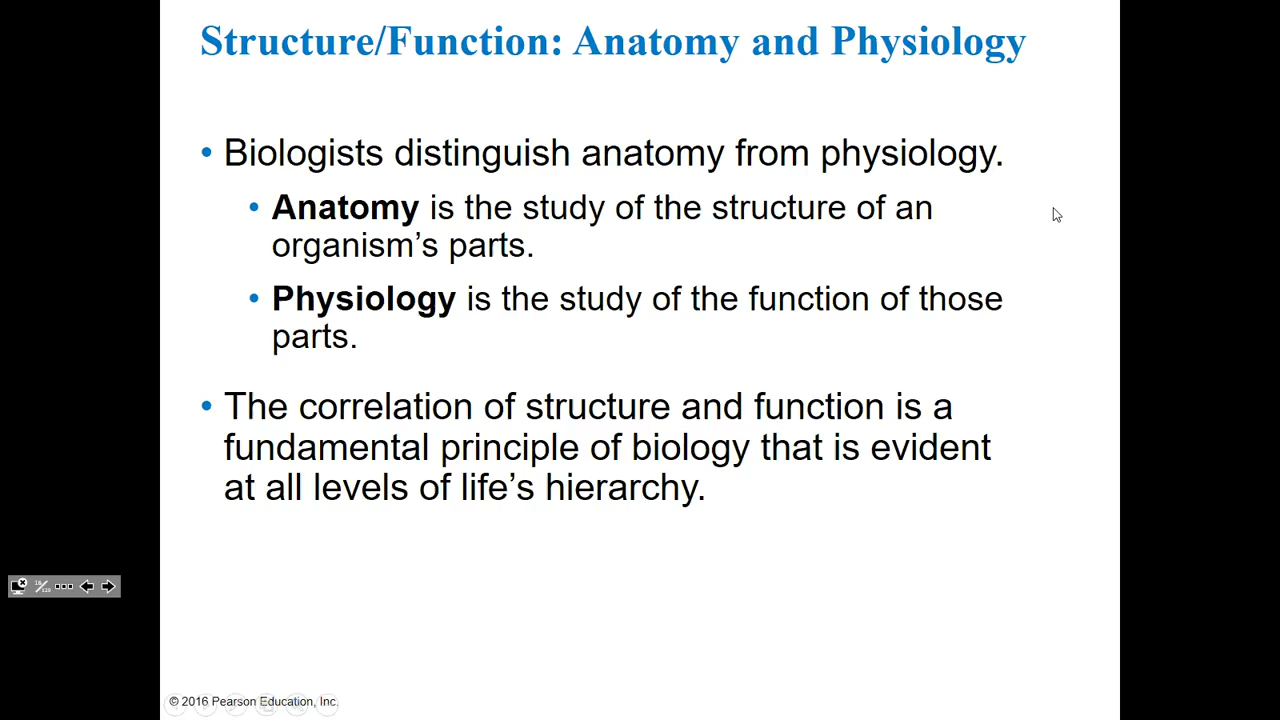 Structure/Function: Anatomy and Physiology
• Biologists distinguish anatomy from physiology.
• Anatomy is the study of the structure of an
organism’s parts.
• Physiology is the study of the function of those
parts.
• The correlation of structure and function is a
fundamental principle of biology that is evident
at all levels of life’s hierarchy.
© 2016 Pearson Education, Inc.